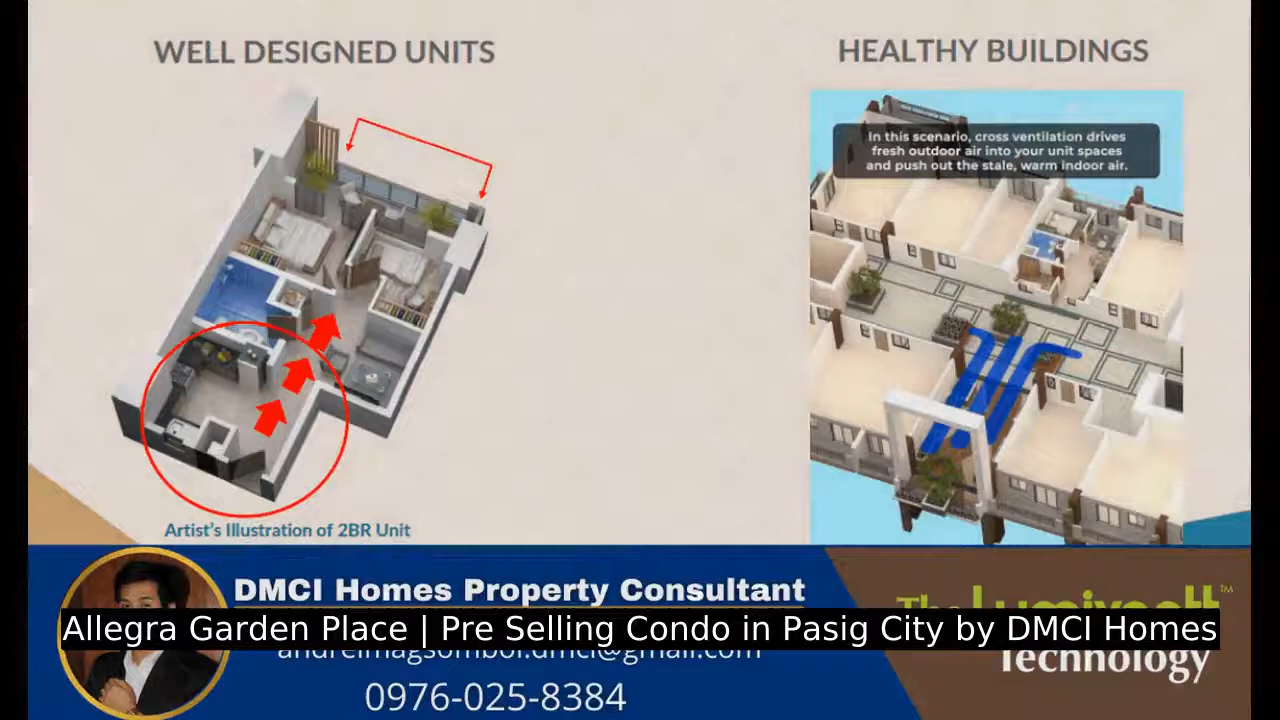 WELL DESIGNED UNITS
HEALTHY BUILDINGS
In this scenario, cross ventilation drives
fresh outdoor air into your unit spaces
and push out the stale, warm indoor air.
Artist's Illustration of 2BR Unit
DMCI Homes Property Consultant
Allegra Garden Place | Pre Selling Condo in Pasig City by DMCI Homes
0976-025-8384
The Lumiventt™
Technology